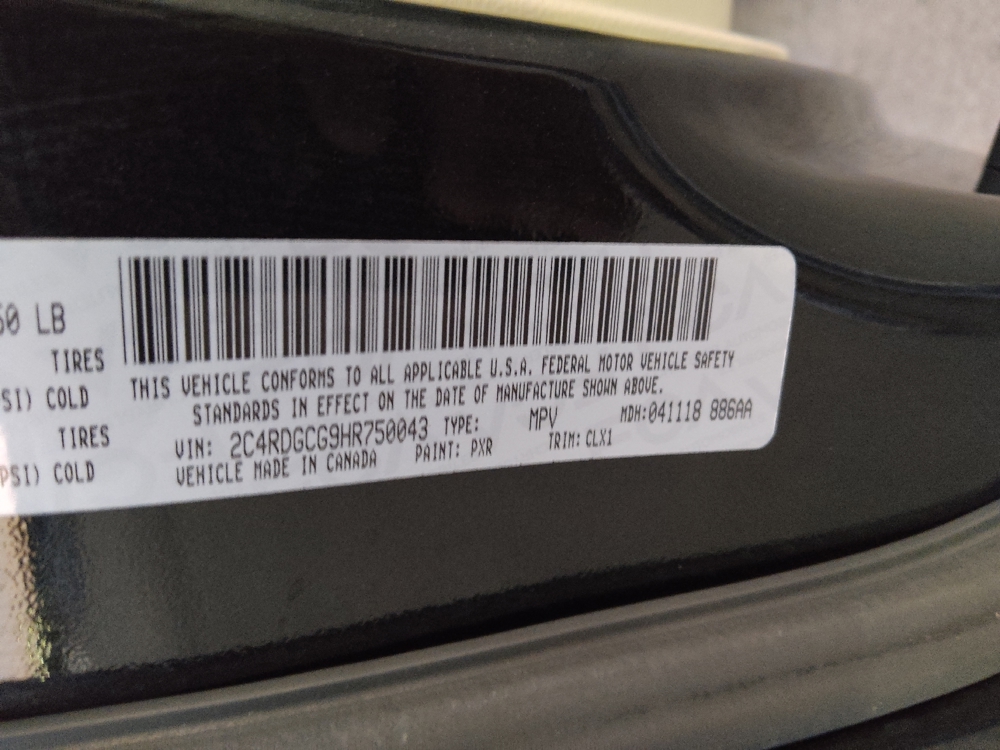 60 LB
TIRES
SI) COLD
TIRES
PSI) COLD
THIS VEHICLE CONFORMS TO ALL APPLICABLE U.S.A. FEDERAL MOTOR VEHICLE SAFETY
STANDARDS IN EFFECT ON THE DATE OF MANUFACTURE SHOWN ABOVE.
VIN: 2C4RDGCG9HR750043 TYPE: MPV MDH:041118 886AA
VEHICLE MADE IN CANADA PAINT: PXR TRIM: CLX1